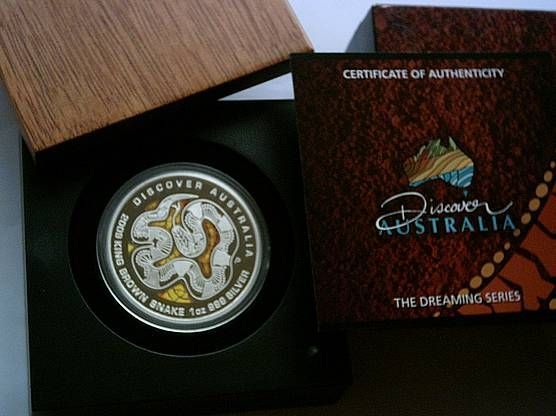 DISCOVER AUSTRALIA
2009 KING BROWN SNAKE 1oz 999 SILVER
CERTIFICATE OF AUTHENTICITY
Discover
AUSTRALIA
THE DREAMING SERIES